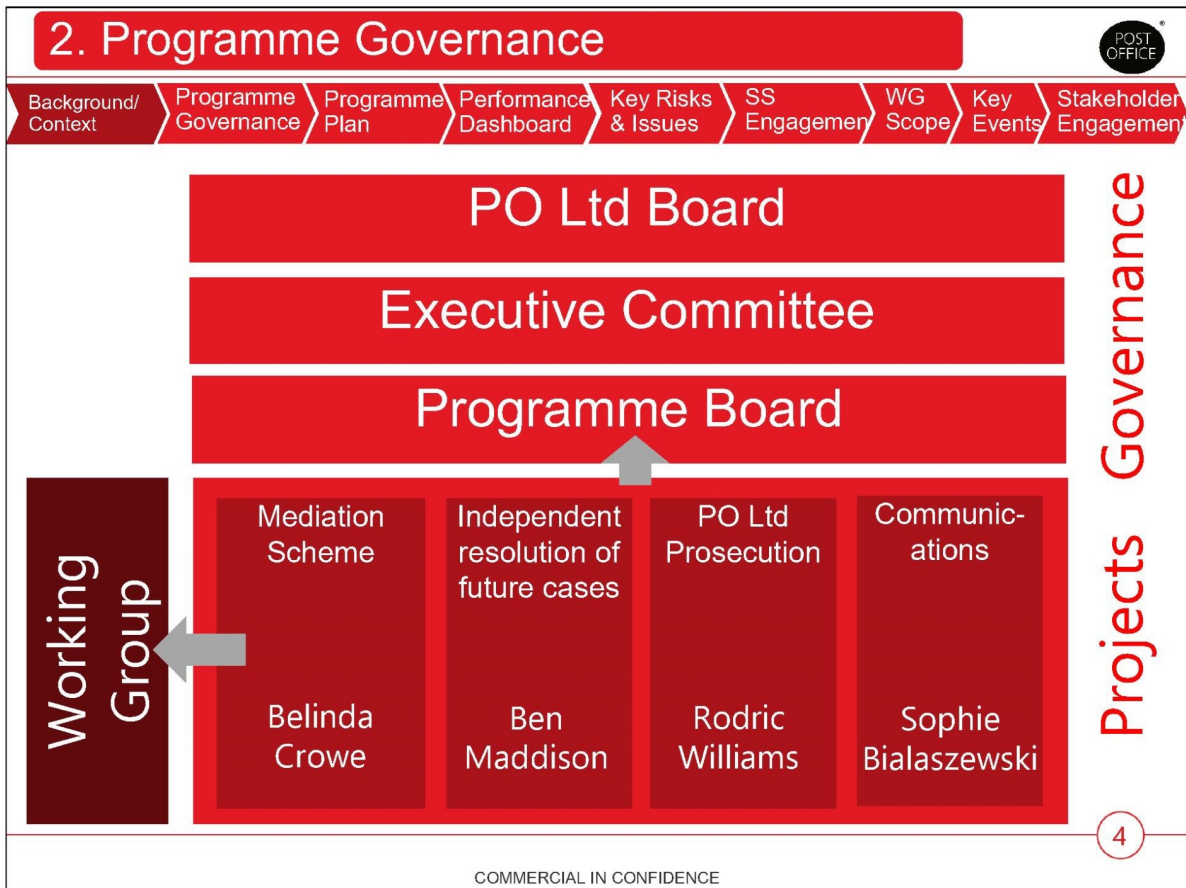 2. Programme Governance
POST
OFFICE
®
Background/
Context
Programme
Governance
Programme
Plan
Performance
Dashboard
Key Risks
& Issues
SS
Engagemen
WG
Scope
Key
Events
Stakeholder
Engagement
PO Ltd Board
Executive Committee
Programme Board
Governance
Working
Group
Mediation
Scheme
Belinda
Crowe
Independent
resolution of
future cases
Ben
Maddison
PO Ltd
Prosecution
Rodric
Williams
Communic-
ations
Sophie
Bialaszewski
Projects
4
COMMERCIAL IN CONFIDENCE